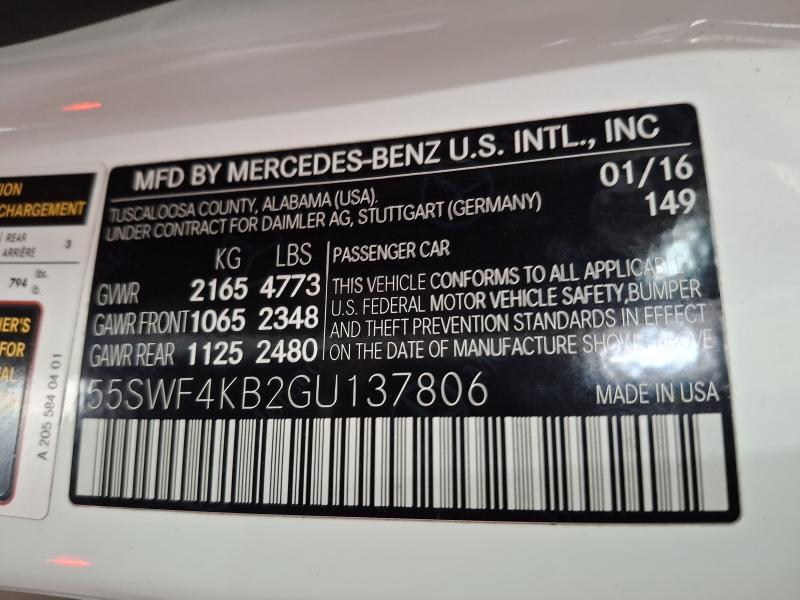 MFD BY MERCEDES-BENZ U.S. INTL., INC
TUSCALOOSA COUNTY, ALABAMA (USA). 01/16
UNDER CONTRACT FOR DAIMLER AG, STUTTGART (GERMANY) 149
KG LBS
GVWR 2165 4773
GAWR FRONT 1065 2348
GAWR REAR 1125 2480
PASSENGER CAR
THIS VEHICLE CONFORMS TO ALL APPLICABLE
U.S. FEDERAL MOTOR VEHICLE SAFETY, BUMPER
AND THEFT PREVENTION STANDARDS IN EFFECT
ON THE DATE OF MANUFACTURE SHOWN ABOVE
55SWF4KB2GU137806 MADE IN USA
CHARGEMENT
REAR 3
ARRIÈRE
794 lbs.
lb.
FOR
A 205 584 04 01